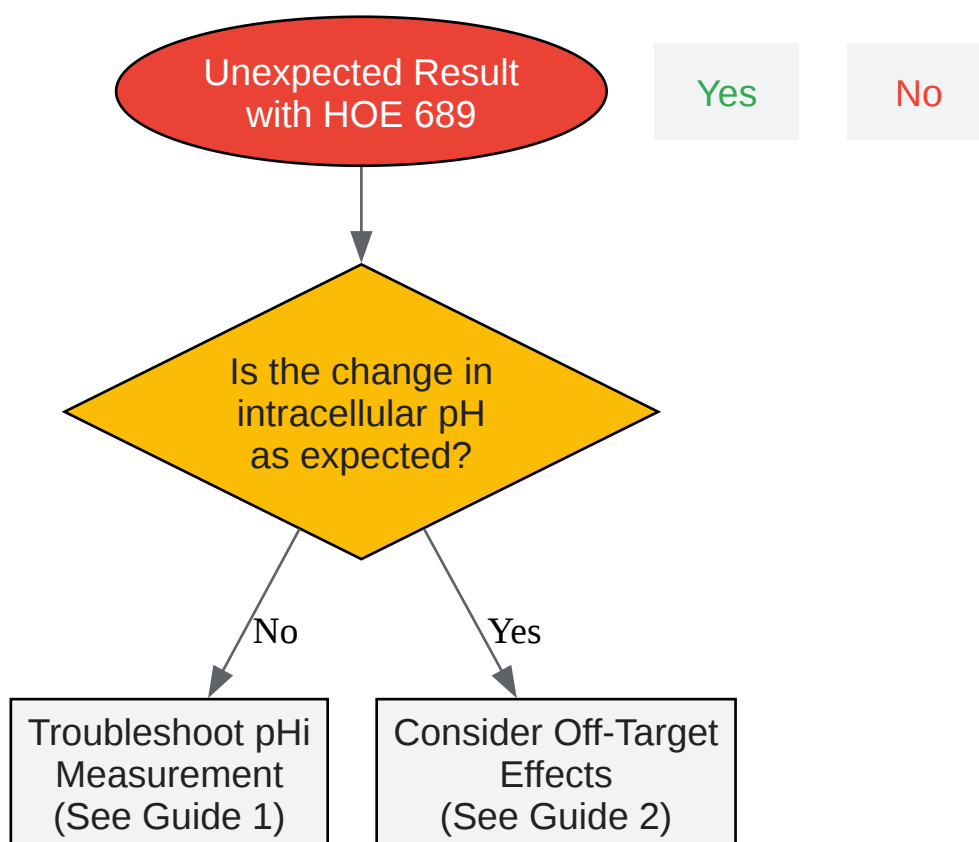 Unexpected Result
with HOE 689
Yes
No
Is the change in
intracellular pH
as expected?
No
Yes
Troubleshoot pHi
Measurement
(See Guide 1)
Consider Off-Target
Effects
(See Guide 2)